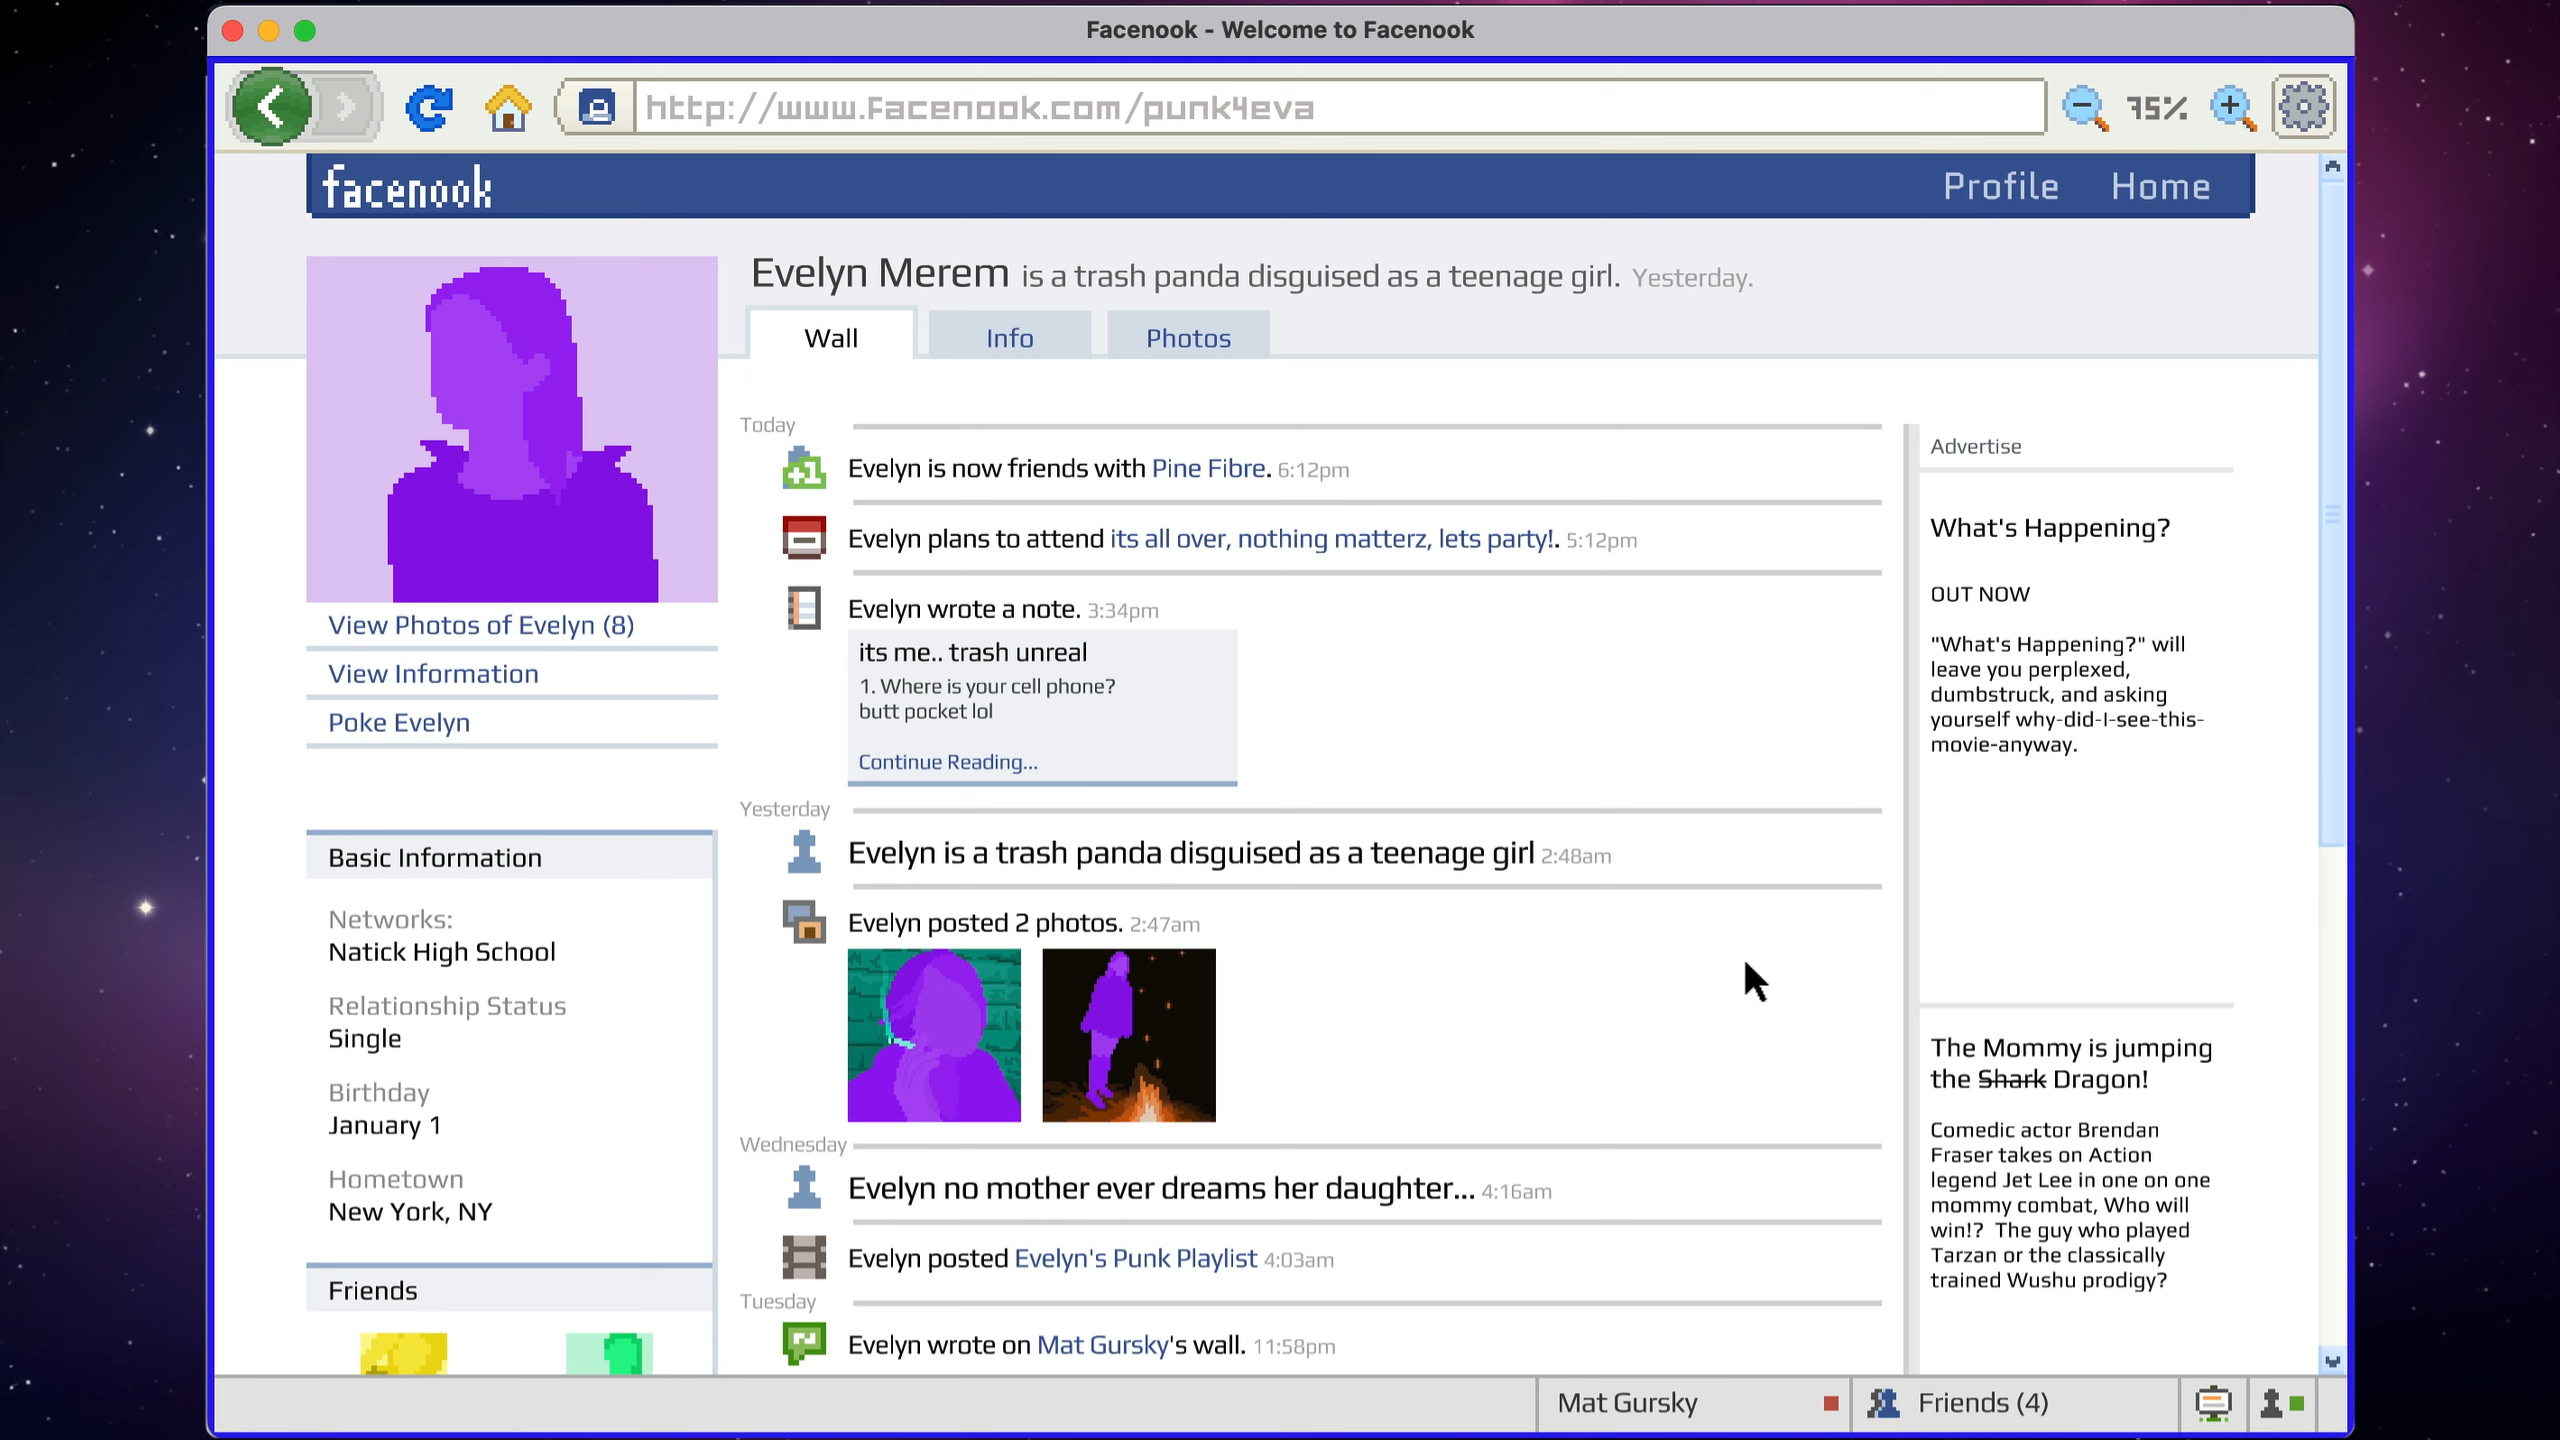 Facenook - Welcome to Facenook
http://www.Facenook.com/punk4eva
75%
facenook
Profile
Home
Evelyn Merem is a trash panda disguised as a teenage girl. Yesterday.
Wall
Info
Photos
View Photos of Evelyn (8)
View Information
Poke Evelyn
Basic Information
Networks:
Natick High School
Relationship Status
Single
Birthday
January 1
Hometown
New York, NY
Friends
Today
+1
Evelyn is now friends with Pine Fibre. 6:12pm
Evelyn plans to attend its all over, nothing matterz, lets party!. 5:12pm
Evelyn wrote a note. 3:34pm
its me.. trash unreal
1. Where is your cell phone?
butt pocket lol
Continue Reading...
Yesterday
Evelyn is a trash panda disguised as a teenage girl 2:48am
Evelyn posted 2 photos. 2:47am
Wednesday
Evelyn no mother ever dreams her daughter... 4:16am
Evelyn posted Evelyn's Punk Playlist 4:03am
Tuesday
Evelyn wrote on Mat Gursky's wall. 11:58pm
Advertise
What's Happening?
OUT NOW
"What's Happening?" will
leave you perplexed,
dumbstruck, and asking
yourself why-did-I-see-this-
movie-anyway.
The Mommy is jumping
the Shark Dragon!
Comedic actor Brendan
Fraser takes on Action
legend Jet Lee in one on one
mommy combat, Who will
win!? The guy who played
Tarzan or the classically
trained Wushu prodigy?
Mat Gursky
Friends (4)